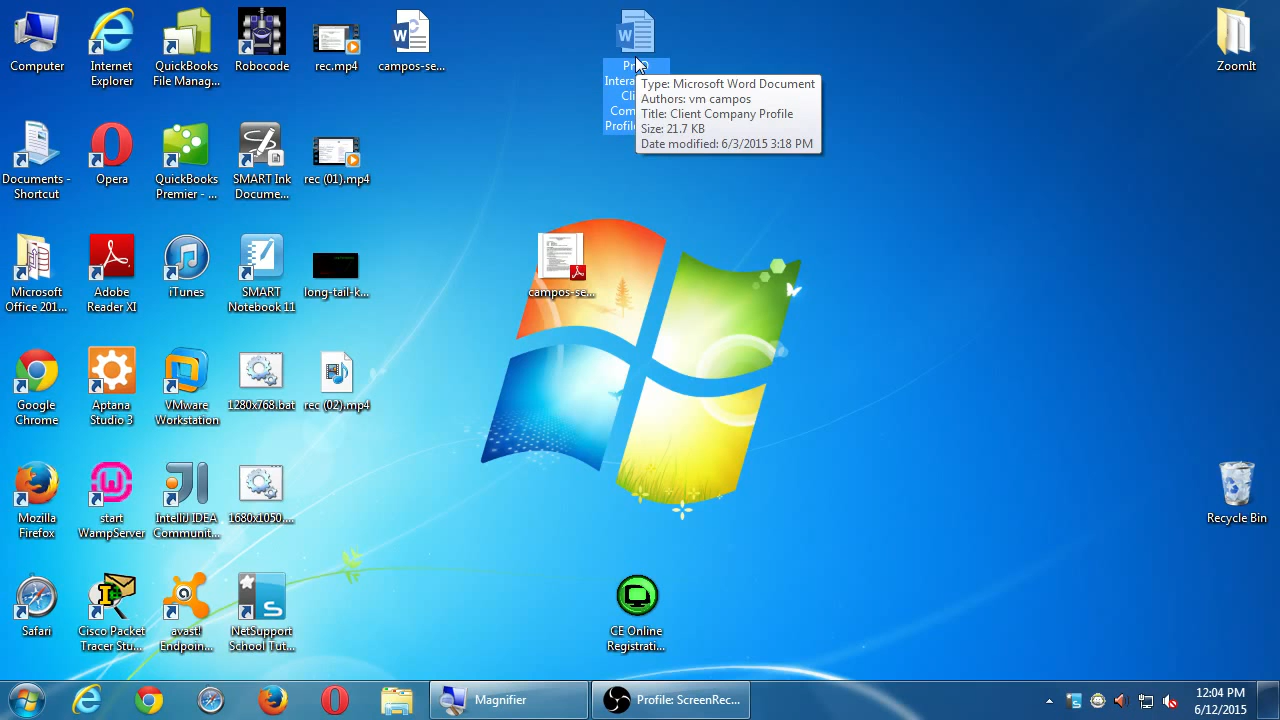 Computer
Internet
Explorer
QuickBooks
File Manag...
Robocode
rec.mp4
campos-se...
Inter
Cli
Com
Profile
Type: Microsoft Word Document
Authors: vm campos
Title: Client Company Profile
Size: 21.7 KB
Date modified: 6/3/2015 3:18 PM
ZoomIt
Documents -
Shortcut
Opera
QuickBooks
Premier - ...
SMART Ink
Docume...
rec (01).mp4
Microsoft
Office 201...
Adobe
Reader XI
iTunes
SMART
Notebook 11
long-tail-k...
campos-se...
Google
Chrome
Aptana
Studio 3
VMware
Workstation
1280x768.bat
rec (02).mp4
Mozilla
Firefox
start
WampServer
IntelliJ IDEA
Communit...
1680x1050....
Recycle Bin
Safari
Cisco Packet
Tracer Stu...
avast!
Endpoin...
NetSupport
School Tut...
CE Online
Registrati...
Magnifier
Profile: ScreenRec...
12:04 PM
6/12/2015